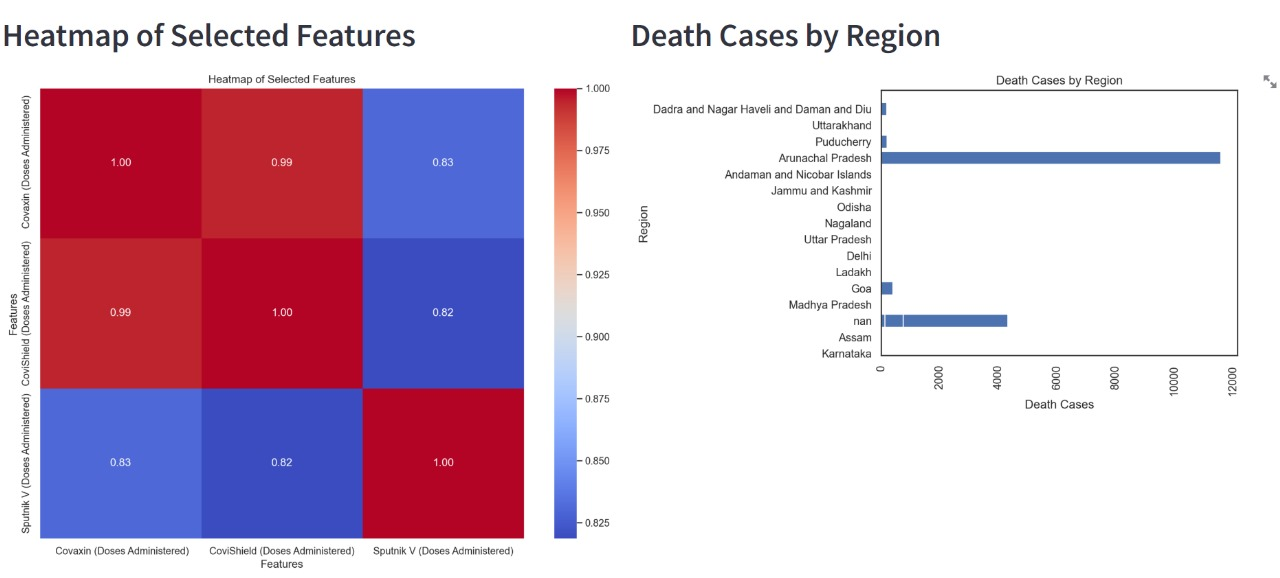 Heatmap of Selected Features
Heatmap of Selected Features
Features
Covaxin (Doses Administered)
CoviShield (Doses Administered)
Sputnik V (Doses Administered)
1.00 0.99 0.83
0.99 1.00 0.82
0.83 0.82 1.00
Covaxin (Doses Administered) CoviShield (Doses Administered) Sputnik V (Doses Administered)
Features
1.000
0.975
0.950
0.925
0.900
0.875
0.850
0.825
Death Cases by Region
Death Cases by Region
Region
Dadra and Nagar Haveli and Daman and Diu
Uttarakhand
Puducherry
Arunachal Pradesh
Andaman and Nicobar Islands
Jammu and Kashmir
Odisha
Nagaland
Uttar Pradesh
Delhi
Ladakh
Goa
Madhya Pradesh
nan
Assam
Karnataka
0 2000 4000 6000 8000 10000 12000
Death Cases